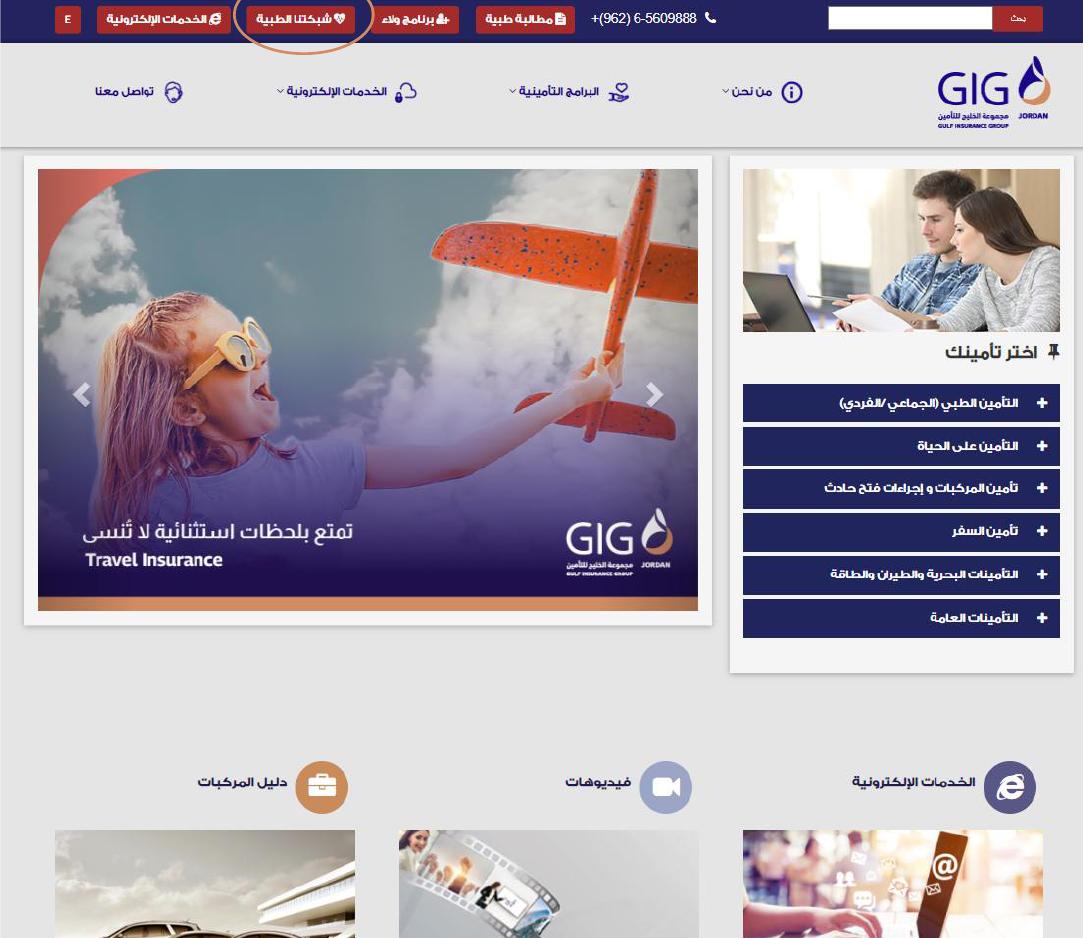 بحث
+(962) 6-5609888
مطالبة طبية
برنامج ولاء
شبكتنا الطبية
الخدمات الإلكترونية
E
GIG
مجموعة الخليج للتأمين JORDAN
GULF INSURANCE GROUP
من نحن
البرامج التأمينية
الخدمات الإلكترونية
تواصل معنا
اختر تأمينك
التأمين الطبي (الجماعي /الفردي)
التأمين على الحياة
تأمين المركبات و إجراءات فتح حادث
تأمين السفر
التأمينات البحرية والطيران والطاقة
التأمينات العامة
تمتع بلحظات استثنائية لا تُنسى
Travel Insurance
GIG
مجموعة الخليج للتأمين JORDAN
GULF INSURANCE GROUP
الخدمات الإلكترونية
فيديوهات
دليل المركبات
@